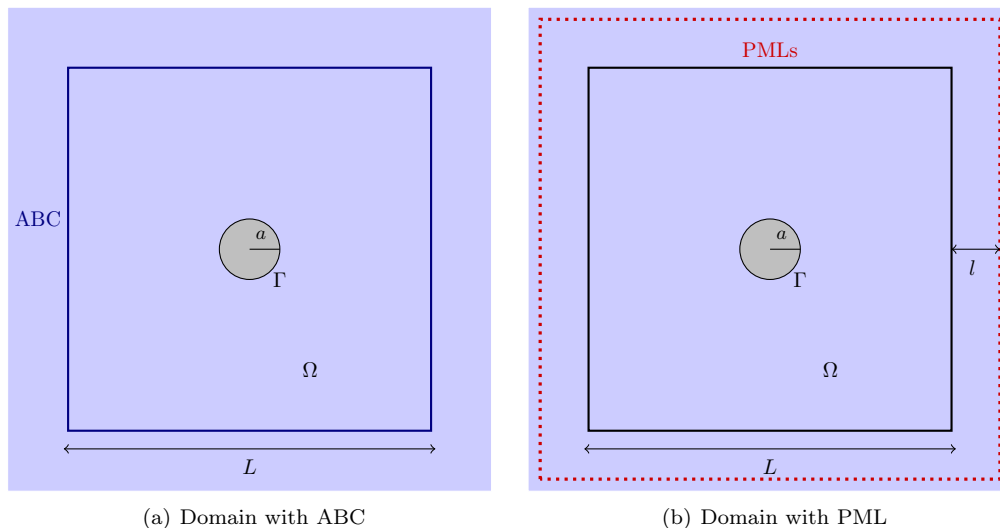 ABC
a
Γ
Ω
L
(a) Domain with ABC
PMLs
a
Γ
l
Ω
L
(b) Domain with PML